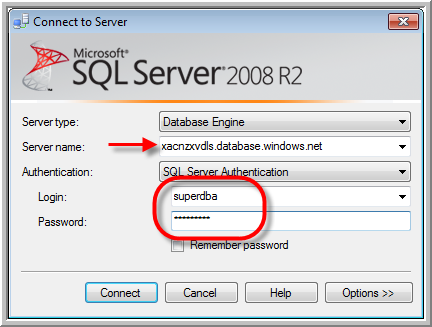 Connect to Server
Microsoft®
SQL Server® 2008 R2
Server type: Database Engine
Server name: xacnzxvdls.database.windows.net
Authentication: SQL Server Authentication
Login: superdba
Password: *********
Remember password
Connect Cancel Help Options >>